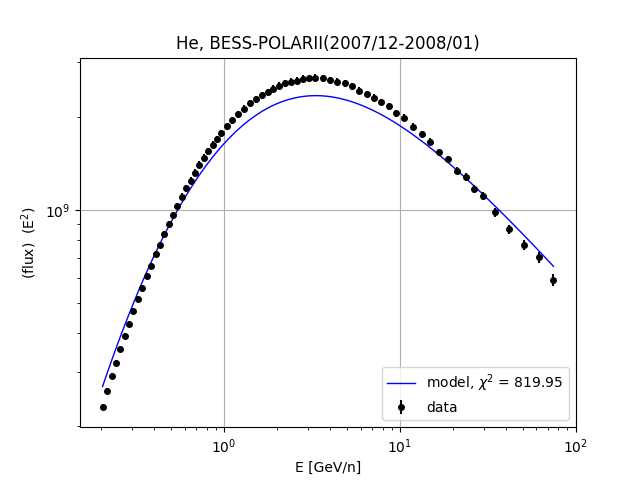 He, BESS-POLARII(2007/12-2008/01)
(flux) (E²)
10⁹
model, χ² = 819.95
data
10⁰ 10¹ 10²
E [GeV/n]